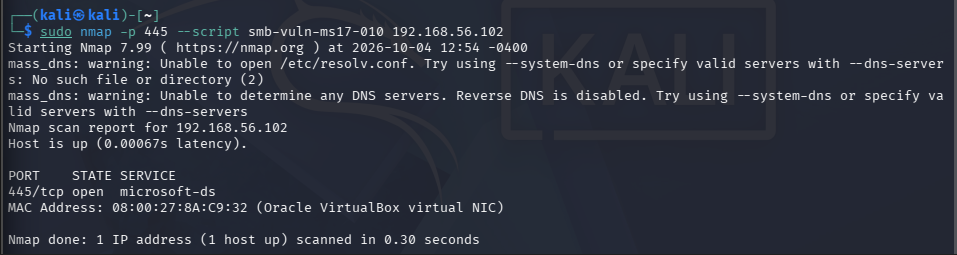 ┌──(kali㉿kali)-[~]
└─$ sudo nmap -p 445 --script smb-vuln-ms17-010 192.168.56.102
Starting Nmap 7.99 ( https://nmap.org ) at 2026-10-04 12:54 -0400
mass_dns: warning: Unable to open /etc/resolv.conf. Try using --system-dns or specify valid servers with --dns-server
s: No such file or directory (2)
mass_dns: warning: Unable to determine any DNS servers. Reverse DNS is disabled. Try using --system-dns or specify va
lid servers with --dns-servers
Nmap scan report for 192.168.56.102
Host is up (0.00067s latency).

PORT    STATE SERVICE
445/tcp open  microsoft-ds
MAC Address: 08:00:27:8A:C9:32 (Oracle VirtualBox virtual NIC)

Nmap done: 1 IP address (1 host up) scanned in 0.30 seconds
KALI